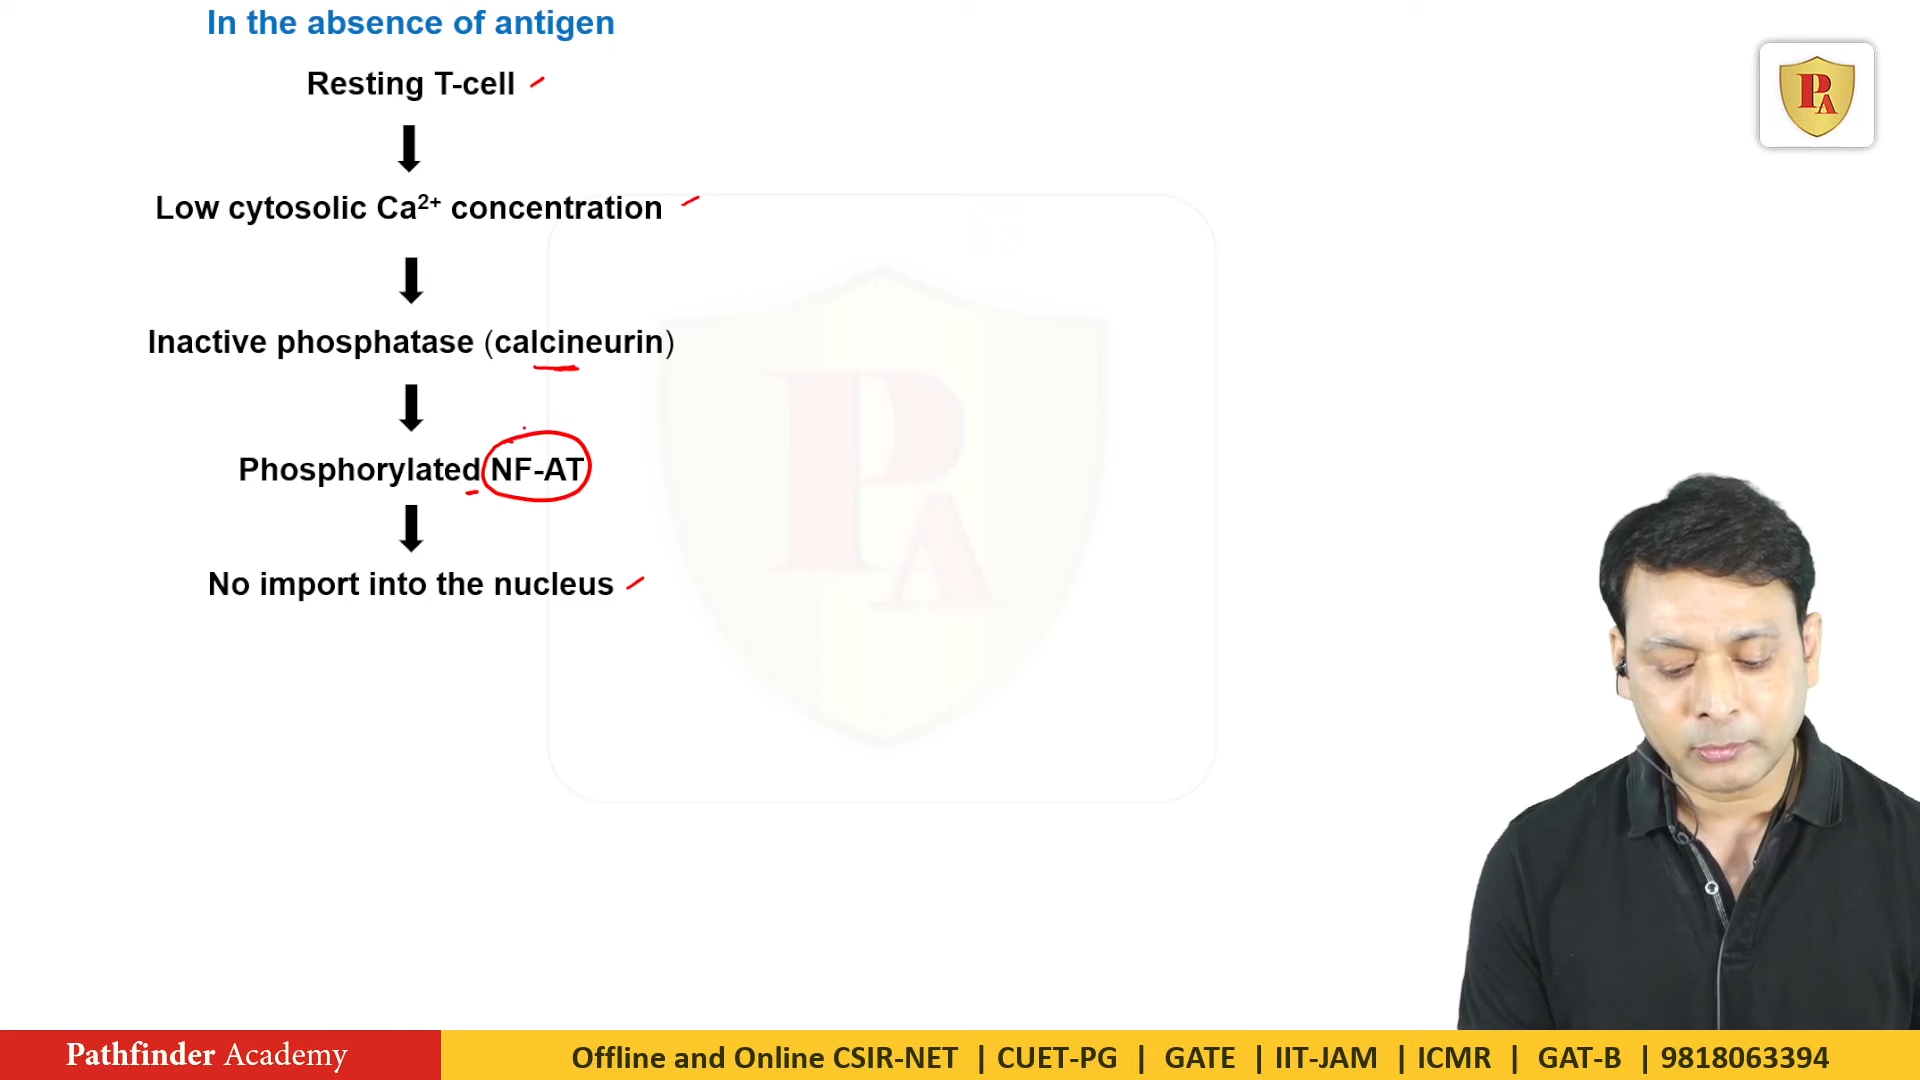 In the absence of antigen
Resting T-cell
Low cytosolic Ca²⁺ concentration
Inactive phosphatase (calcineurin)
Phosphorylated NF-AT
No import into the nucleus
PA
PA
Pathfinder Academy
Offline and Online CSIR-NET | CUET-PG | GATE | IIT-JAM | ICMR | GAT-B | 9818063394